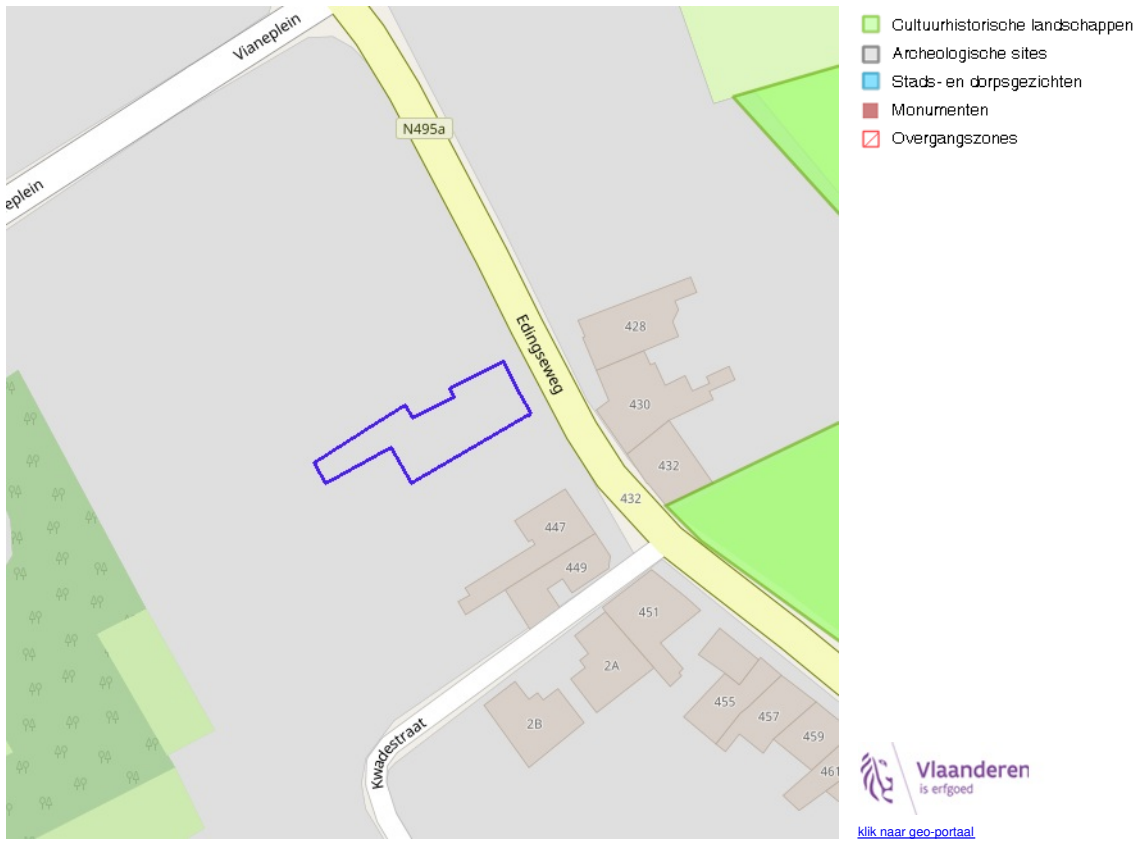 Vianeplein
eplein
N495a
Edingseweg
428
430
432
432
447
449
451
2A
2B
455
457
459
461
Kwadestraat
Cultuurhistorische landschappen
Archeologische sites
Stads- en dorpsgezichten
Monumenten
Overgangszones
Vlaanderen
is erfgoed
klik naar geo-portaal